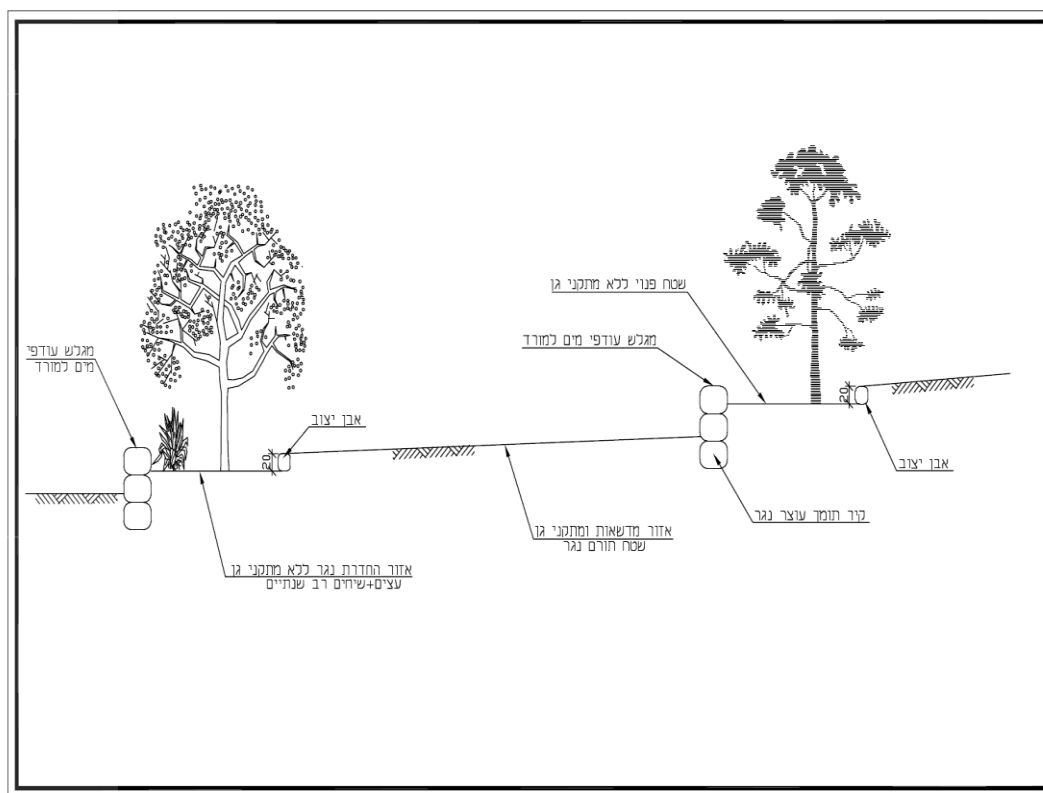 שטח פנוי ללא מתקני גן
מגלש עודפי מים למורד
מגלש עודפי
מים למורד
20
אבן יצוב
אבן יצוב
20
קיר תומך עוצר נגר
אזור מדשאות ומתקני גן
שטח תורם נגר
אזור החדרת נגר ללא מתקני גן
עצים+שיחים רב שנתיים